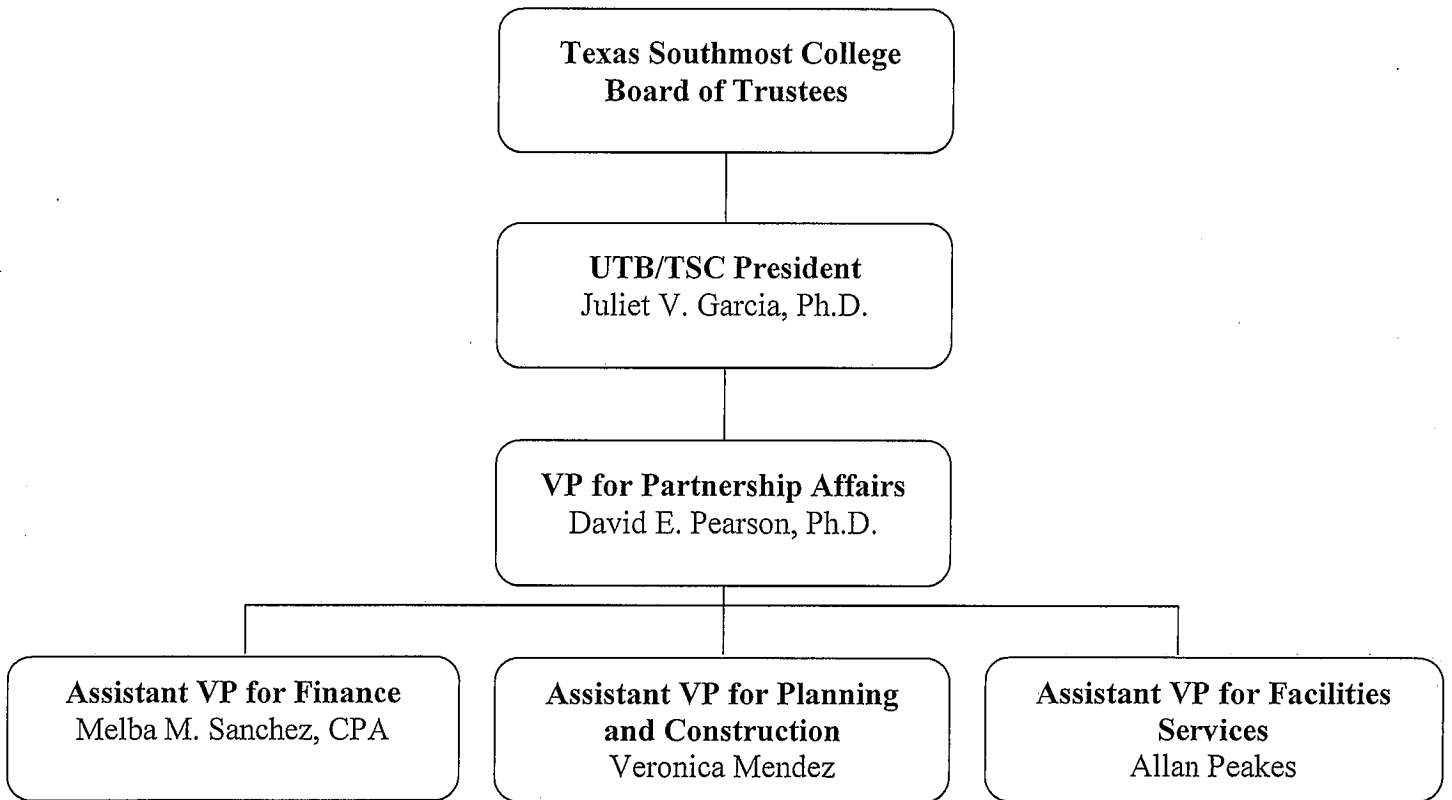 Texas Southmost College
Board of Trustees
UTB/TSC President
Juliet V. Garcia, Ph.D.
VP for Partnership Affairs
David E. Pearson, Ph.D.
Assistant VP for Finance
Melba M. Sanchez, CPA
Assistant VP for Planning
and Construction
Veronica Mendez
Assistant VP for Facilities
Services
Allan Peakes